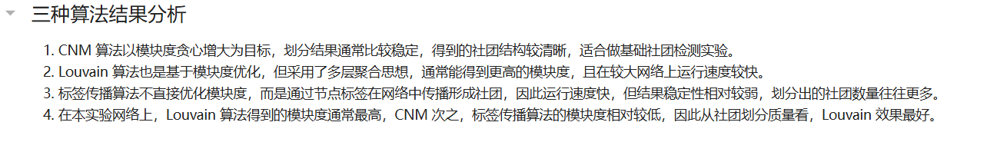 三种算法结果分析
1. CNM 算法以模块度贪心增大为目标，划分结果通常比较稳定，得到的社团结构较清晰，适合做基础社团检测实验。
2. Louvain 算法也是基于模块度优化，但采用了多层聚合思想，通常能得到更高的模块度，且在较大网络上运行速度较快。
3. 标签传播算法不直接优化模块度，而是通过节点标签在网络中传播形成社团，因此运行速度快，但结果稳定性相对较弱，划分出的社团数量往往更多。
4. 在本实验网络上，Louvain 算法得到的模块度通常最高，CNM 次之，标签传播算法的模块度相对较低，因此从社团划分质量看，Louvain 效果最好。